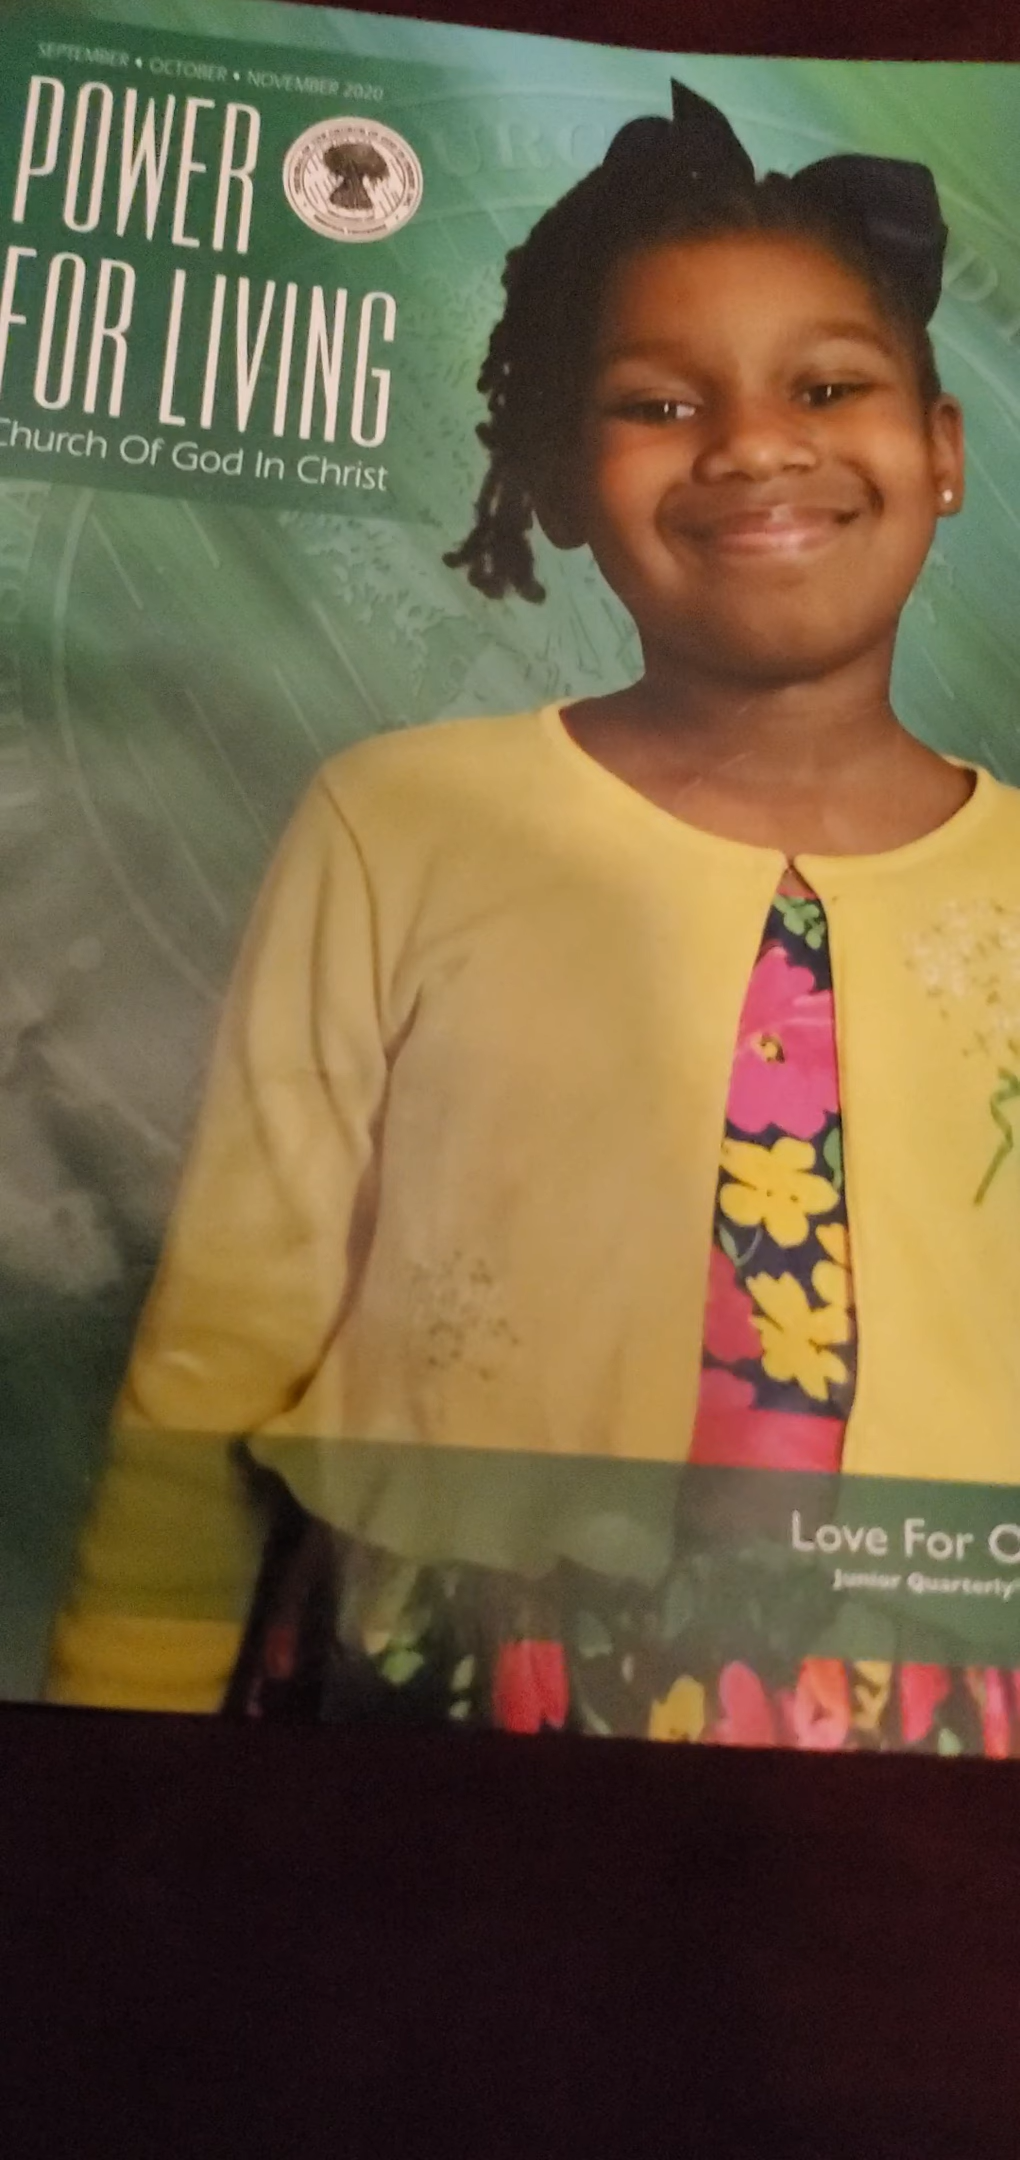 SEPTEMBER • OCTOBER • NOVEMBER 2020
POWER
FOR LIVING
Church Of God In Christ
Love For
Junior Quarterly